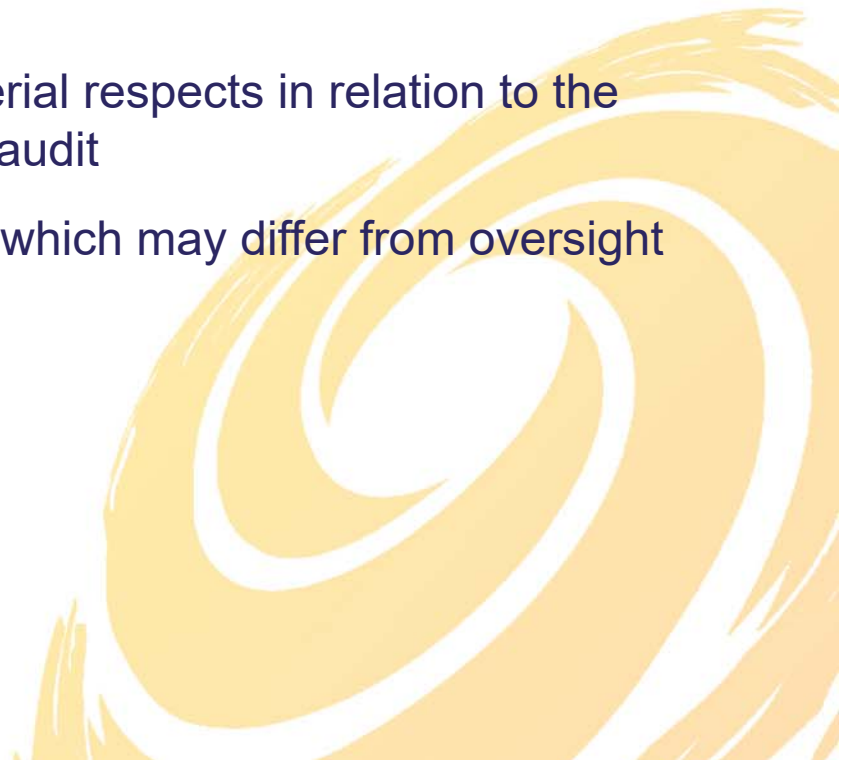 erial respects in relation to the
audit
which may differ from oversight